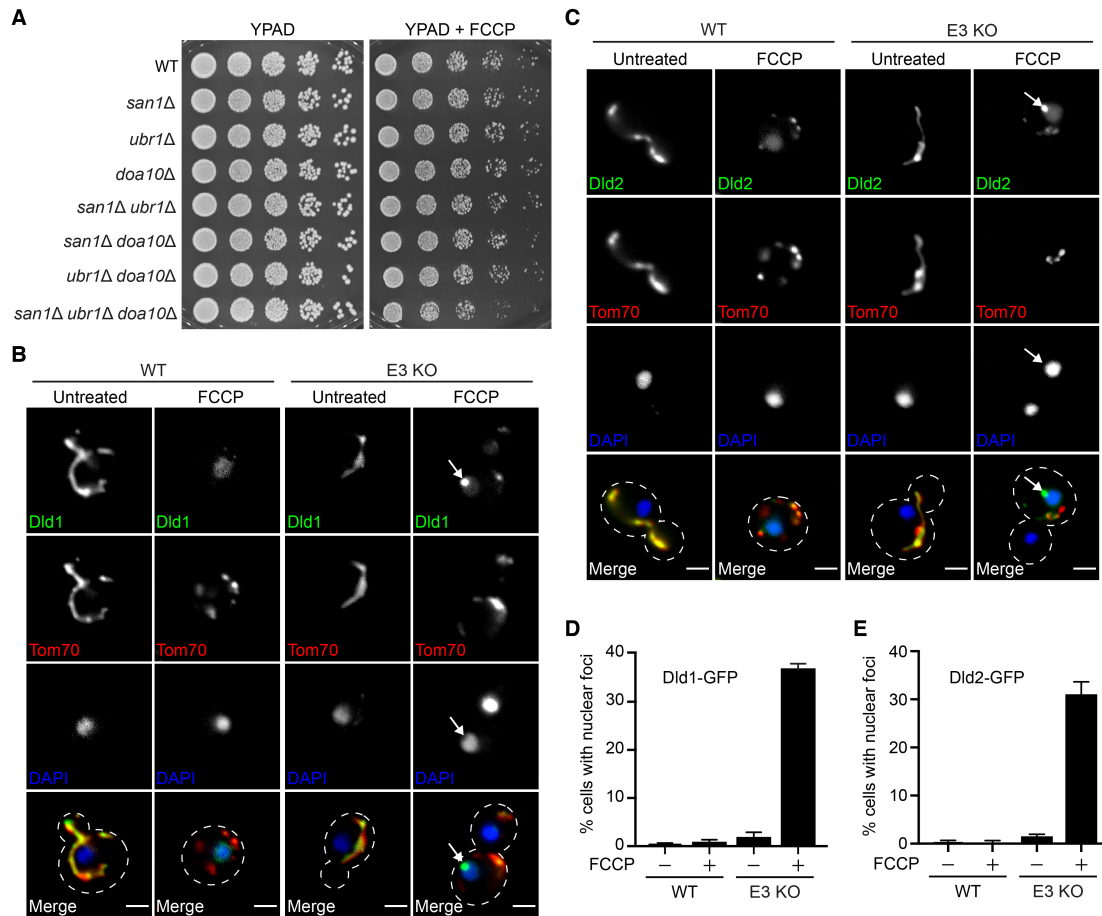 A
YPAD
YPAD + FCCP
WT
san1Δ
ubr1Δ
doa10Δ
san1Δ ubr1Δ
san1Δ doa10Δ
ubr1Δ doa10Δ
san1Δ ubr1Δ doa10Δ
B
WT
E3 KO
Untreated
FCCP
Untreated
FCCP
Dld1
Dld1
Dld1
Dld1
Tom70
Tom70
Tom70
Tom70
DAPI
DAPI
DAPI
DAPI
Merge
Merge
Merge
Merge
C
WT
E3 KO
Untreated
FCCP
Untreated
FCCP
Dld2
Dld2
Dld2
Dld2
Tom70
Tom70
Tom70
Tom70
DAPI
DAPI
DAPI
DAPI
Merge
Merge
Merge
Merge
D
% cells with nuclear foci
40
30
20
10
0
Dld1-GFP
FCCP
− + − +
WT
E3 KO
E
% cells with nuclear foci
40
30
20
10
0
Dld2-GFP
FCCP
− + − +
WT
E3 KO